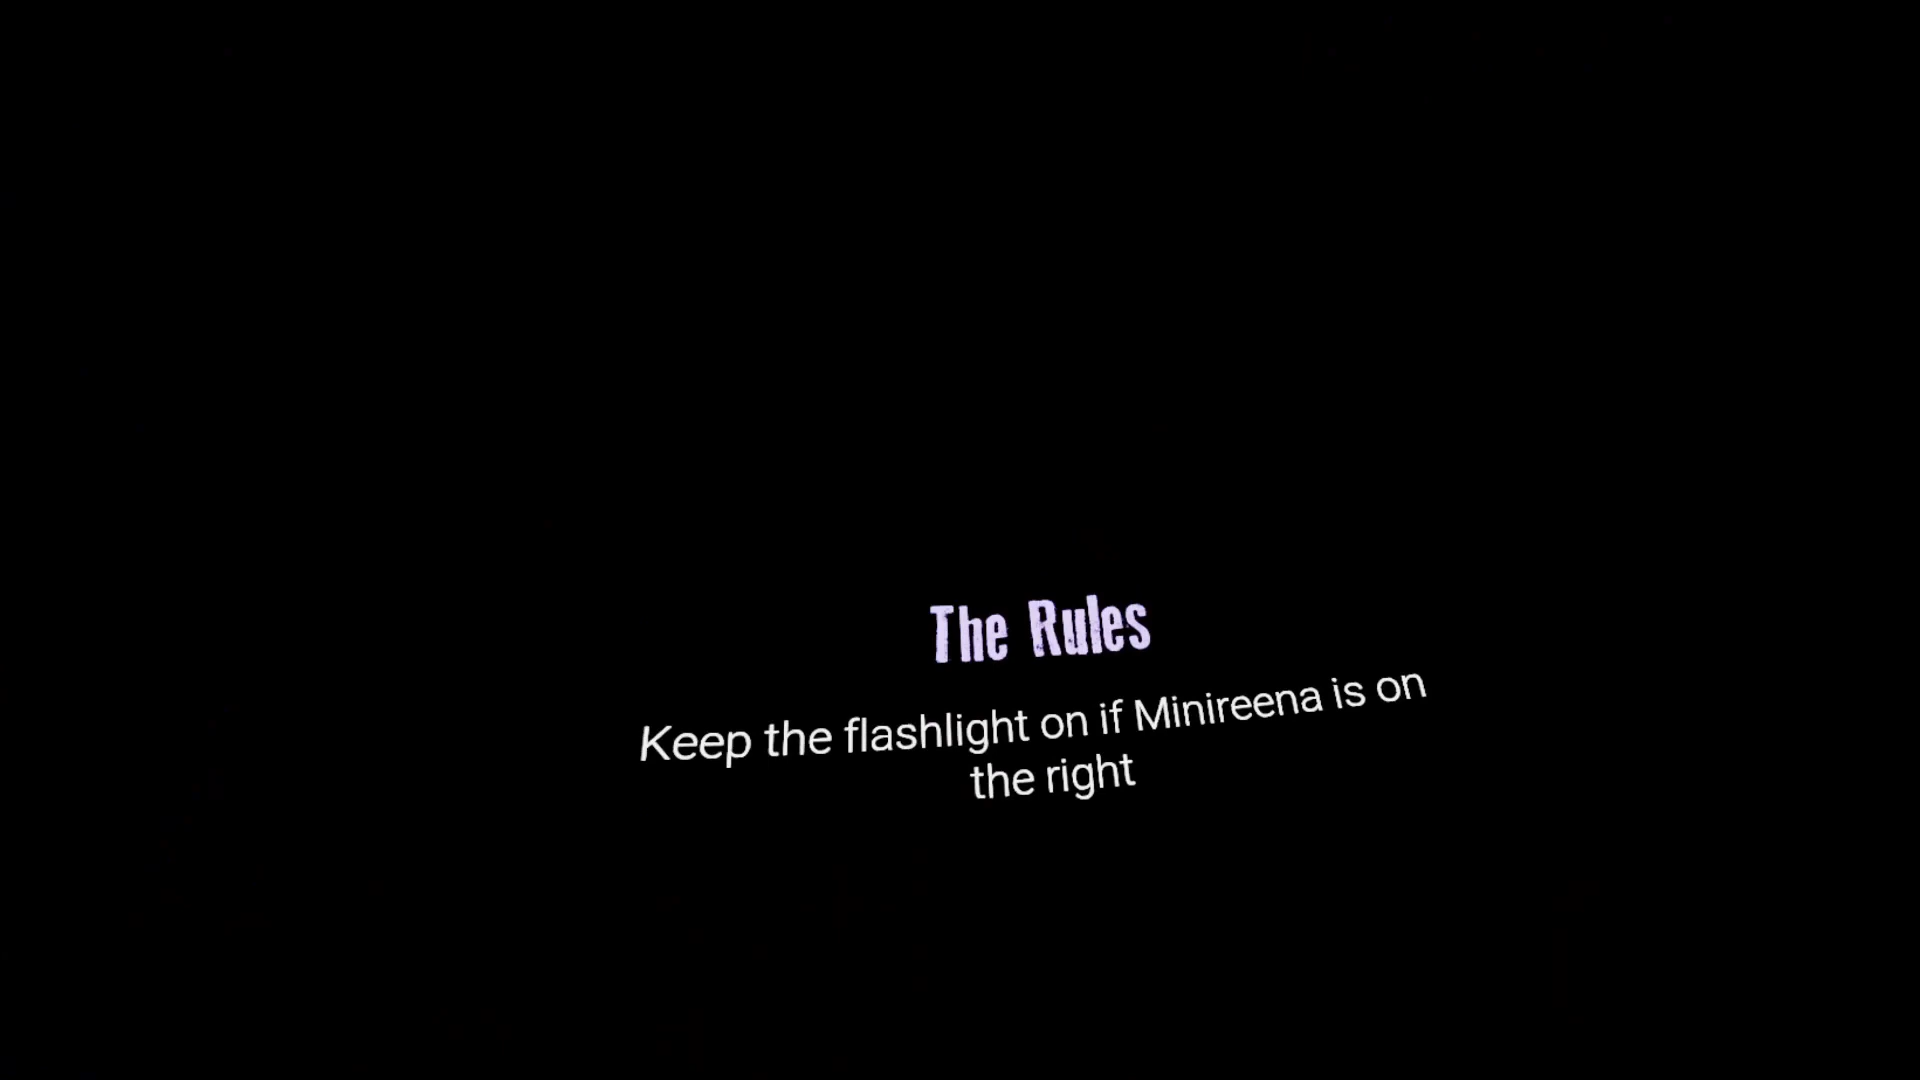 The Rules
Keep the flashlight on if Minireena is on
the right